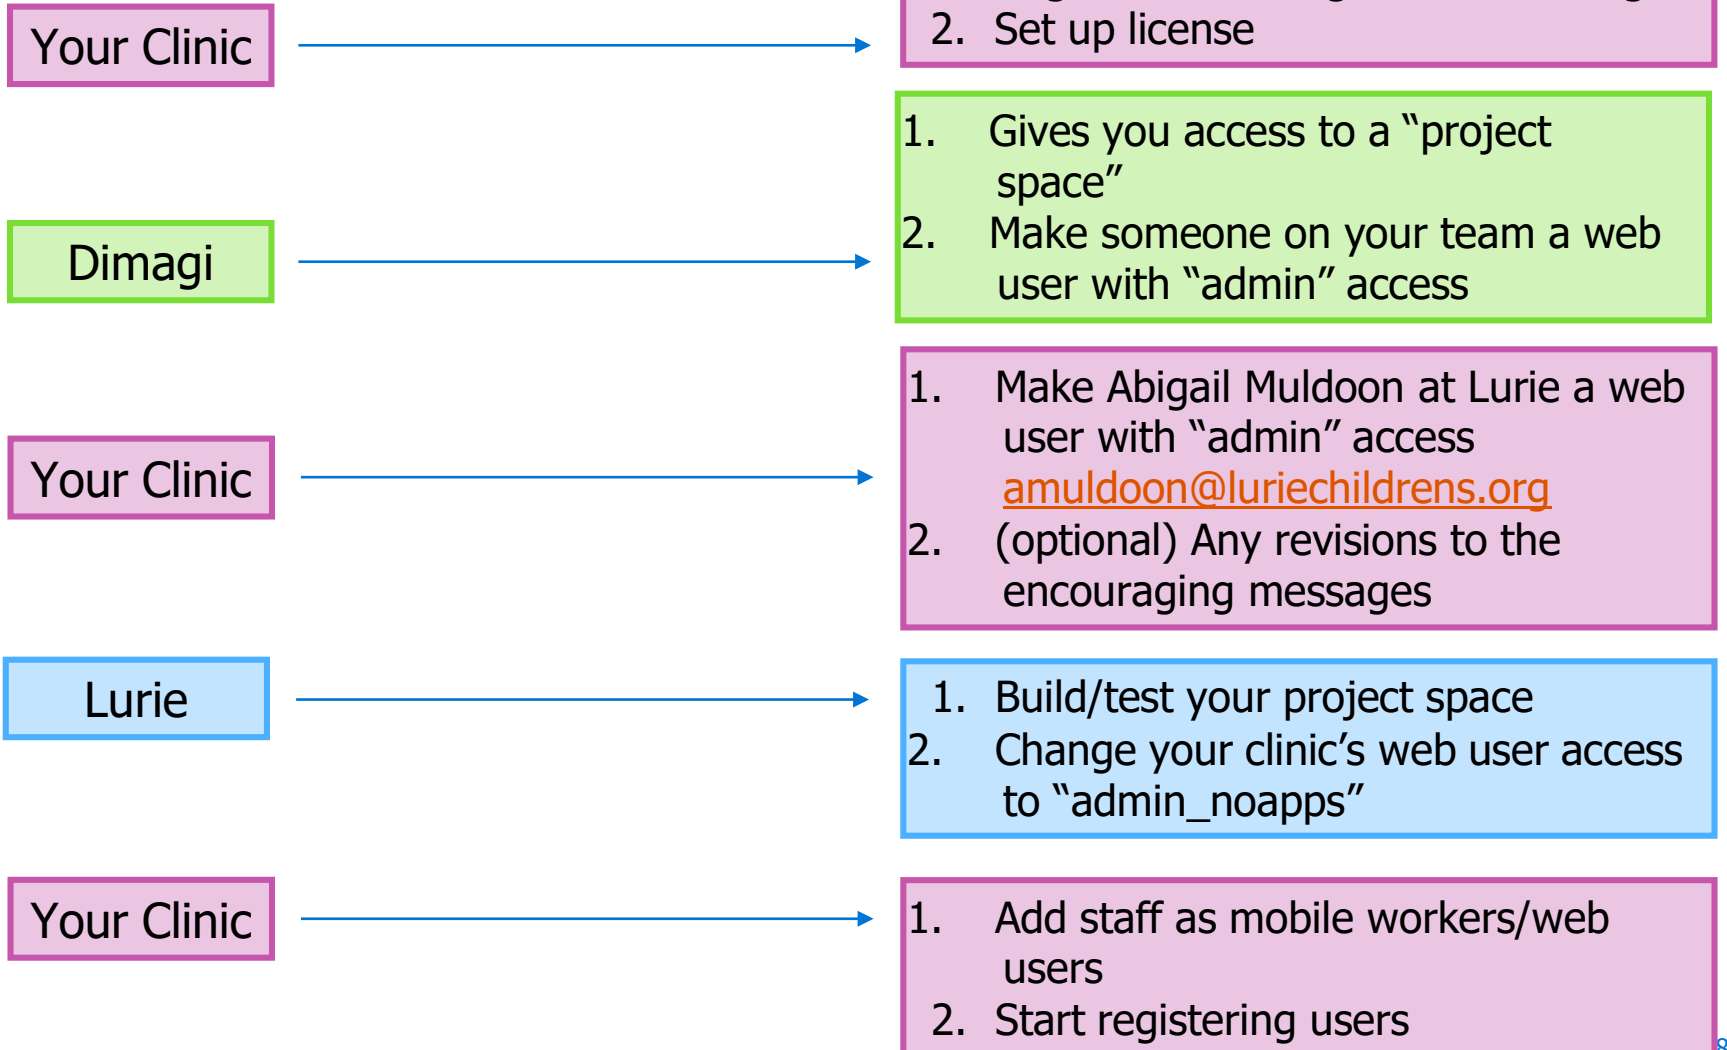 Your Clinic
2. Set up license
Dimagi
1. Gives you access to a “project
space”
2. Make someone on your team a web
user with “admin” access
Your Clinic
1. Make Abigail Muldoon at Lurie a web
user with “admin” access
amuldoon@luriechildrens.org
2. (optional) Any revisions to the
encouraging messages
Lurie
1. Build/test your project space
2. Change your clinic’s web user access
to “admin_noapps”
Your Clinic
1. Add staff as mobile workers/web
users
2. Start registering users